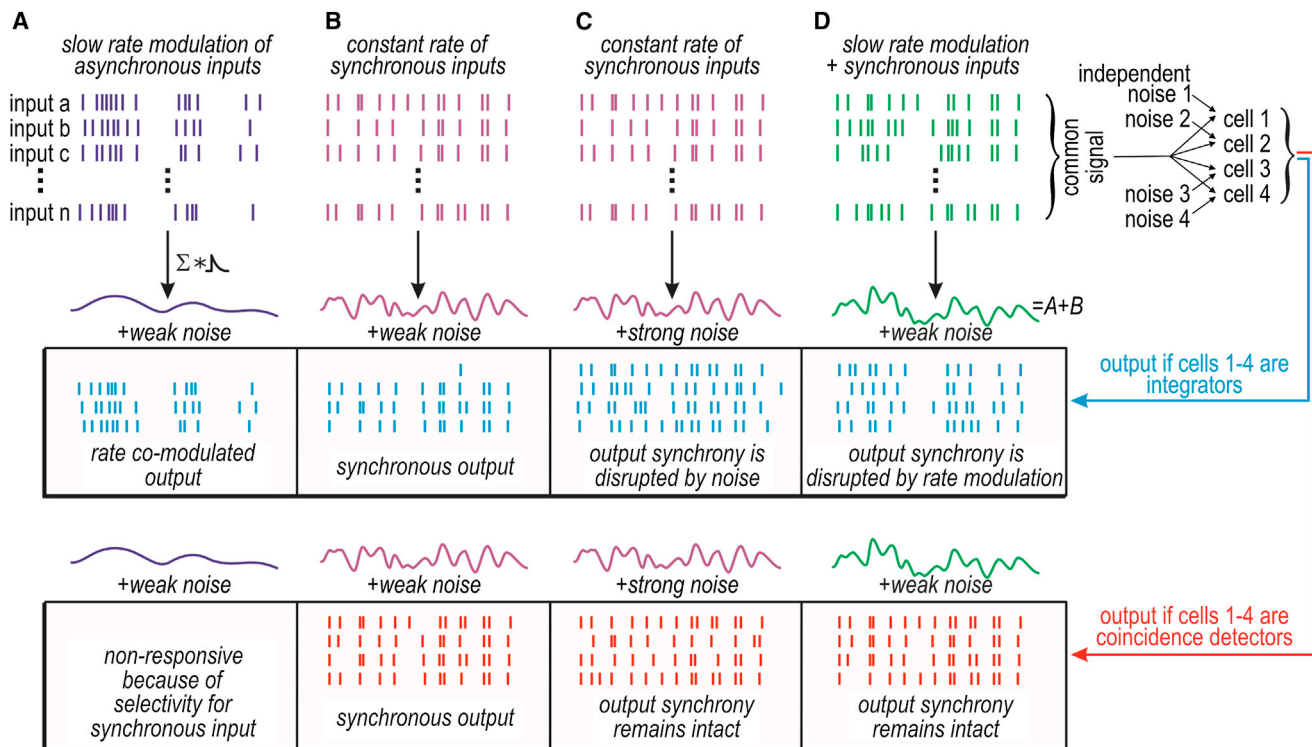 A
B
C
D
slow rate modulation of
asynchronous inputs
constant rate of
synchronous inputs
constant rate of
synchronous inputs
slow rate modulation
+ synchronous inputs
input a
input b
input c
input n
common
signal
independent
noise 1
noise 2
noise 3
noise 4
cell 1
cell 2
cell 3
cell 4
Σ *
+weak noise
+weak noise
+strong noise
=A+B
+weak noise
rate co-modulated
output
synchronous output
output synchrony is
disrupted by noise
output synchrony is
disrupted by rate modulation
output if cells 1-4 are
integrators
+weak noise
+weak noise
+strong noise
+weak noise
non-responsive
because of
selectivity for
synchronous input
synchronous output
output synchrony
remains intact
output synchrony
remains intact
output if cells 1-4 are
coincidence detectors